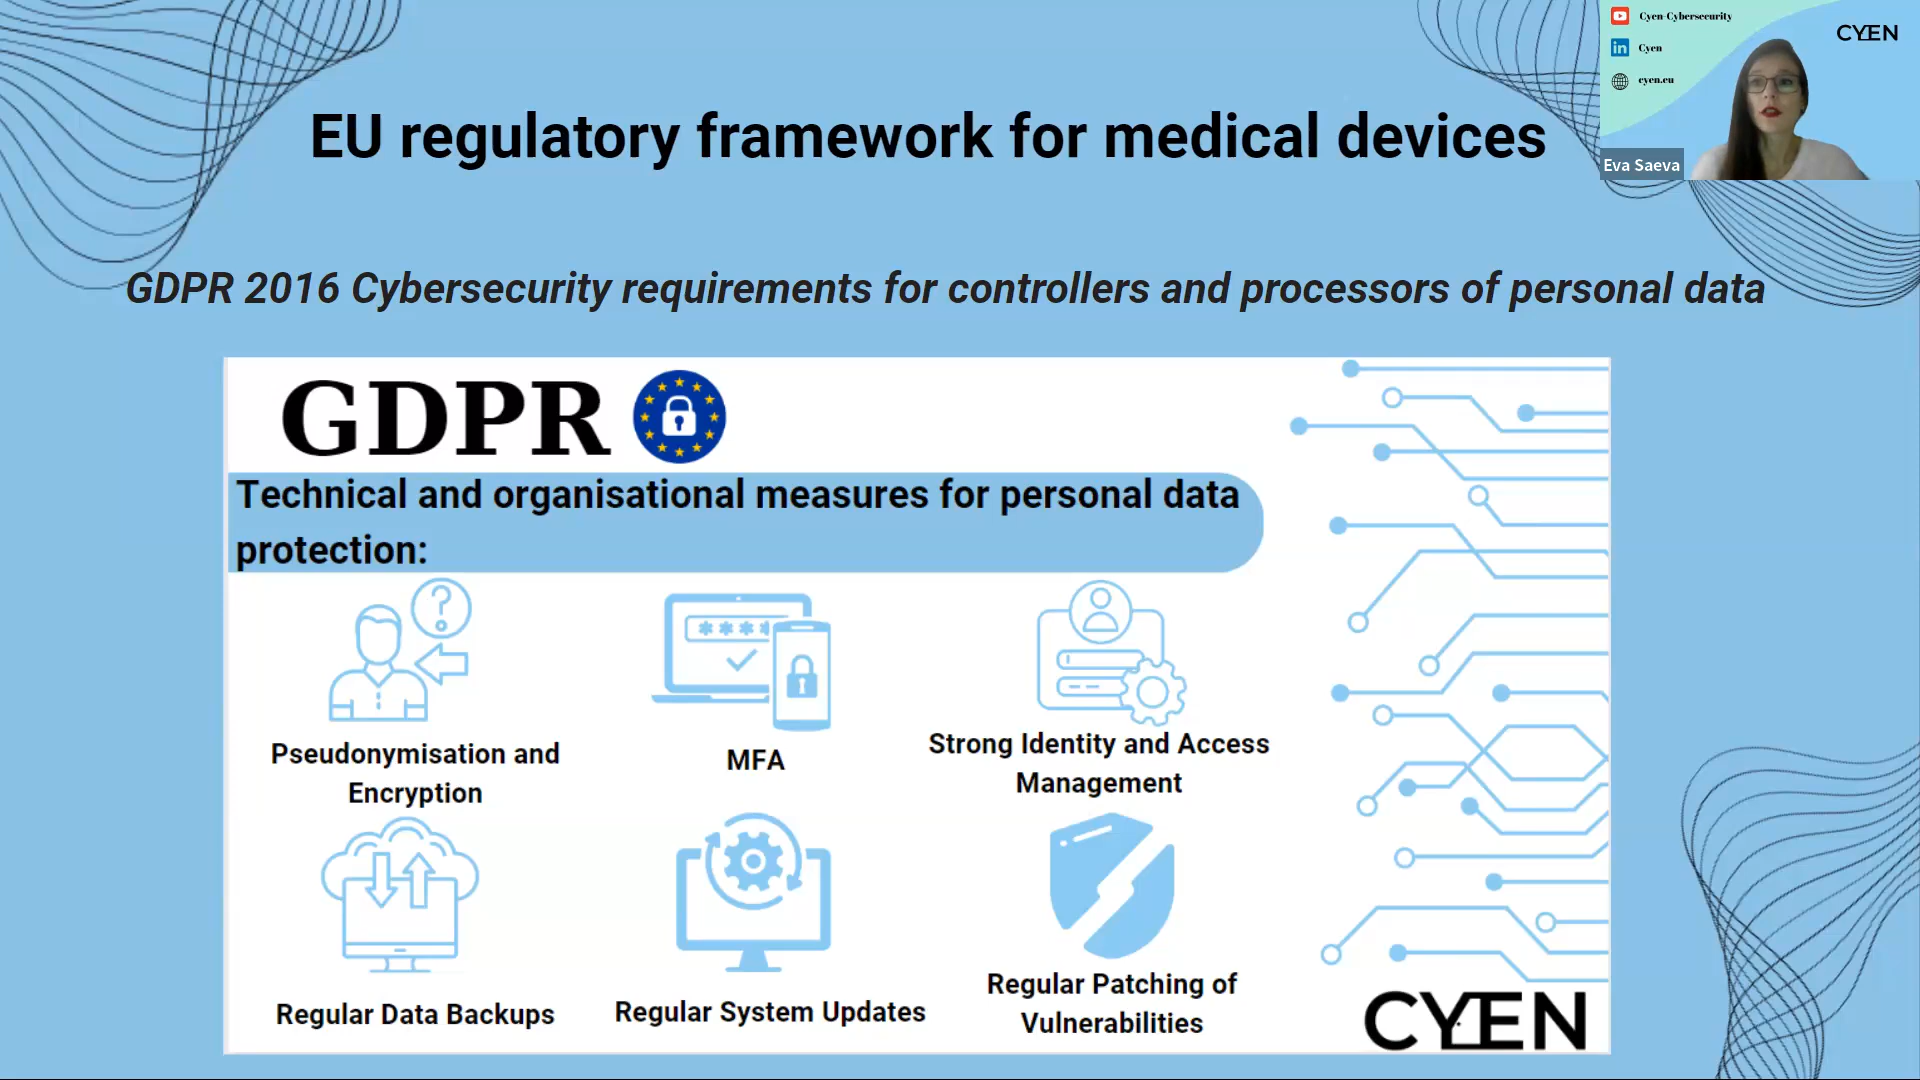 Cyen-Cybersecurity
Cyen
cyen.eu
CYEN
Eva Saeva
EU regulatory framework for medical devices
GDPR 2016 Cybersecurity requirements for controllers and processors of personal data
GDPR
Technical and organisational measures for personal data
protection:
Pseudonymisation and
Encryption
MFA
Strong Identity and Access
Management
Regular Data Backups
Regular System Updates
Regular Patching of
Vulnerabilities
CYEN